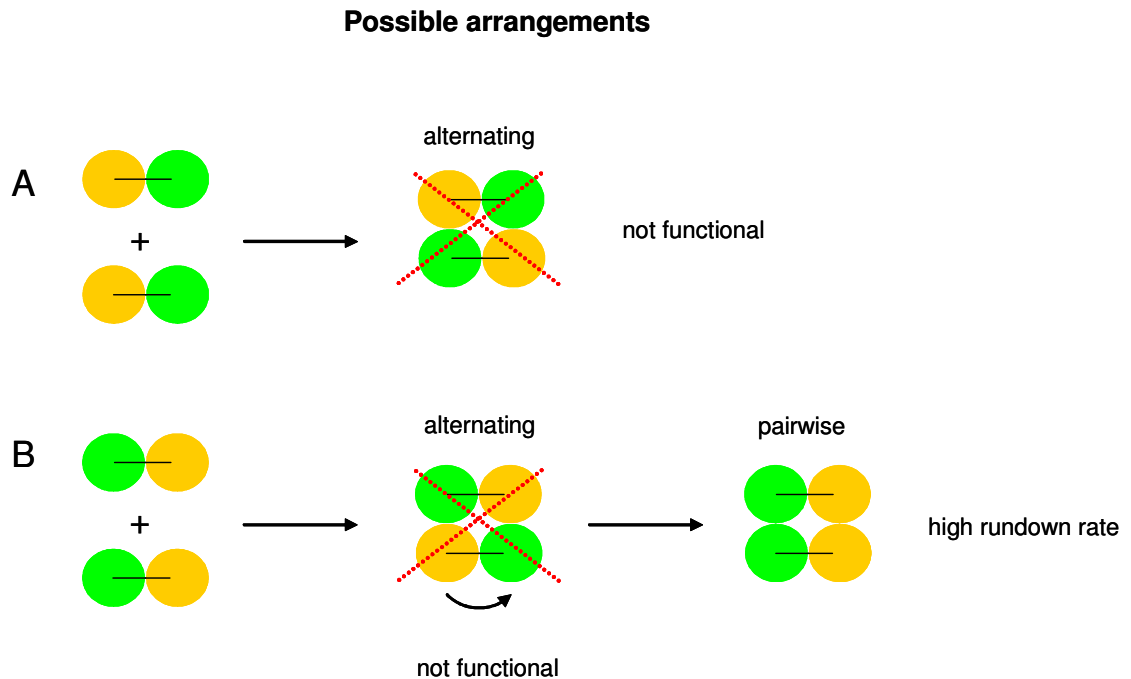 Possible arrangements
alternating
A
+
not functional
alternating
pairwise
B
+
high rundown rate
not functional